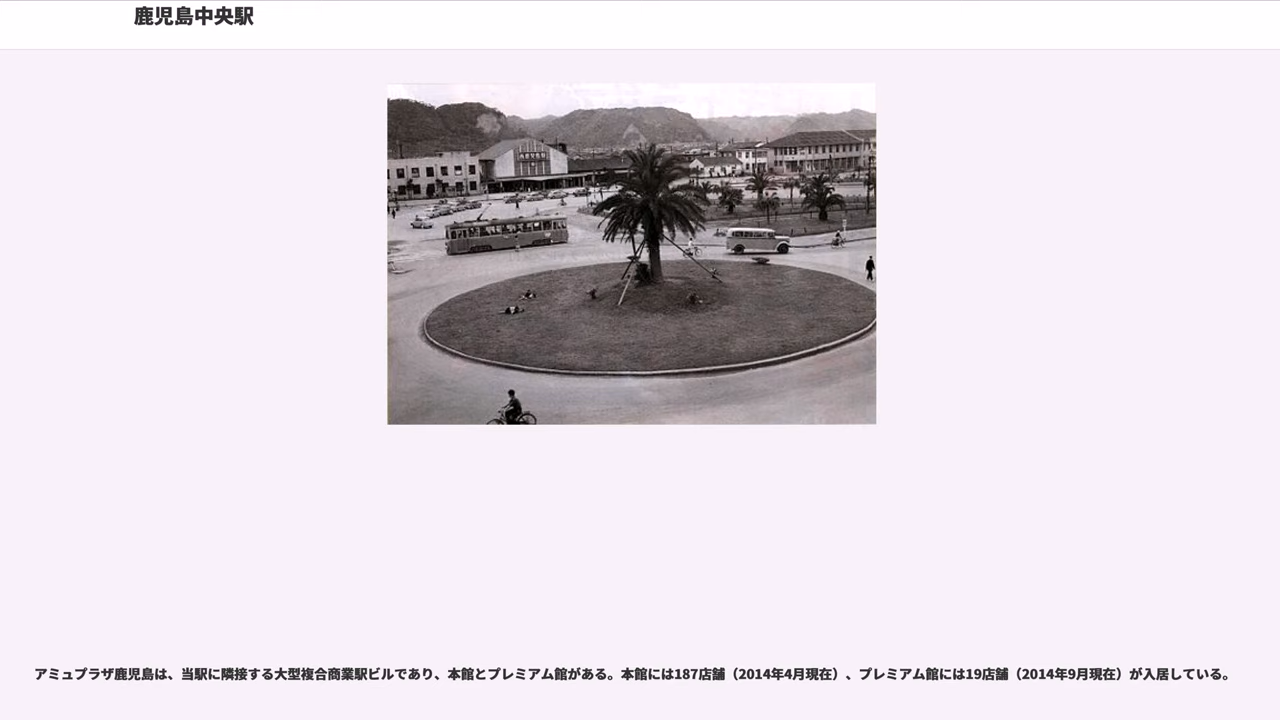 鹿児島中央駅
アミュプラザ鹿児島は、当駅に隣接する大型複合商業駅ビルであり、本館とプレミアム館がある。本館には187店舗（2014年4月現在）、プレミアム館には19店舗（2014年9月現在）が入居している。